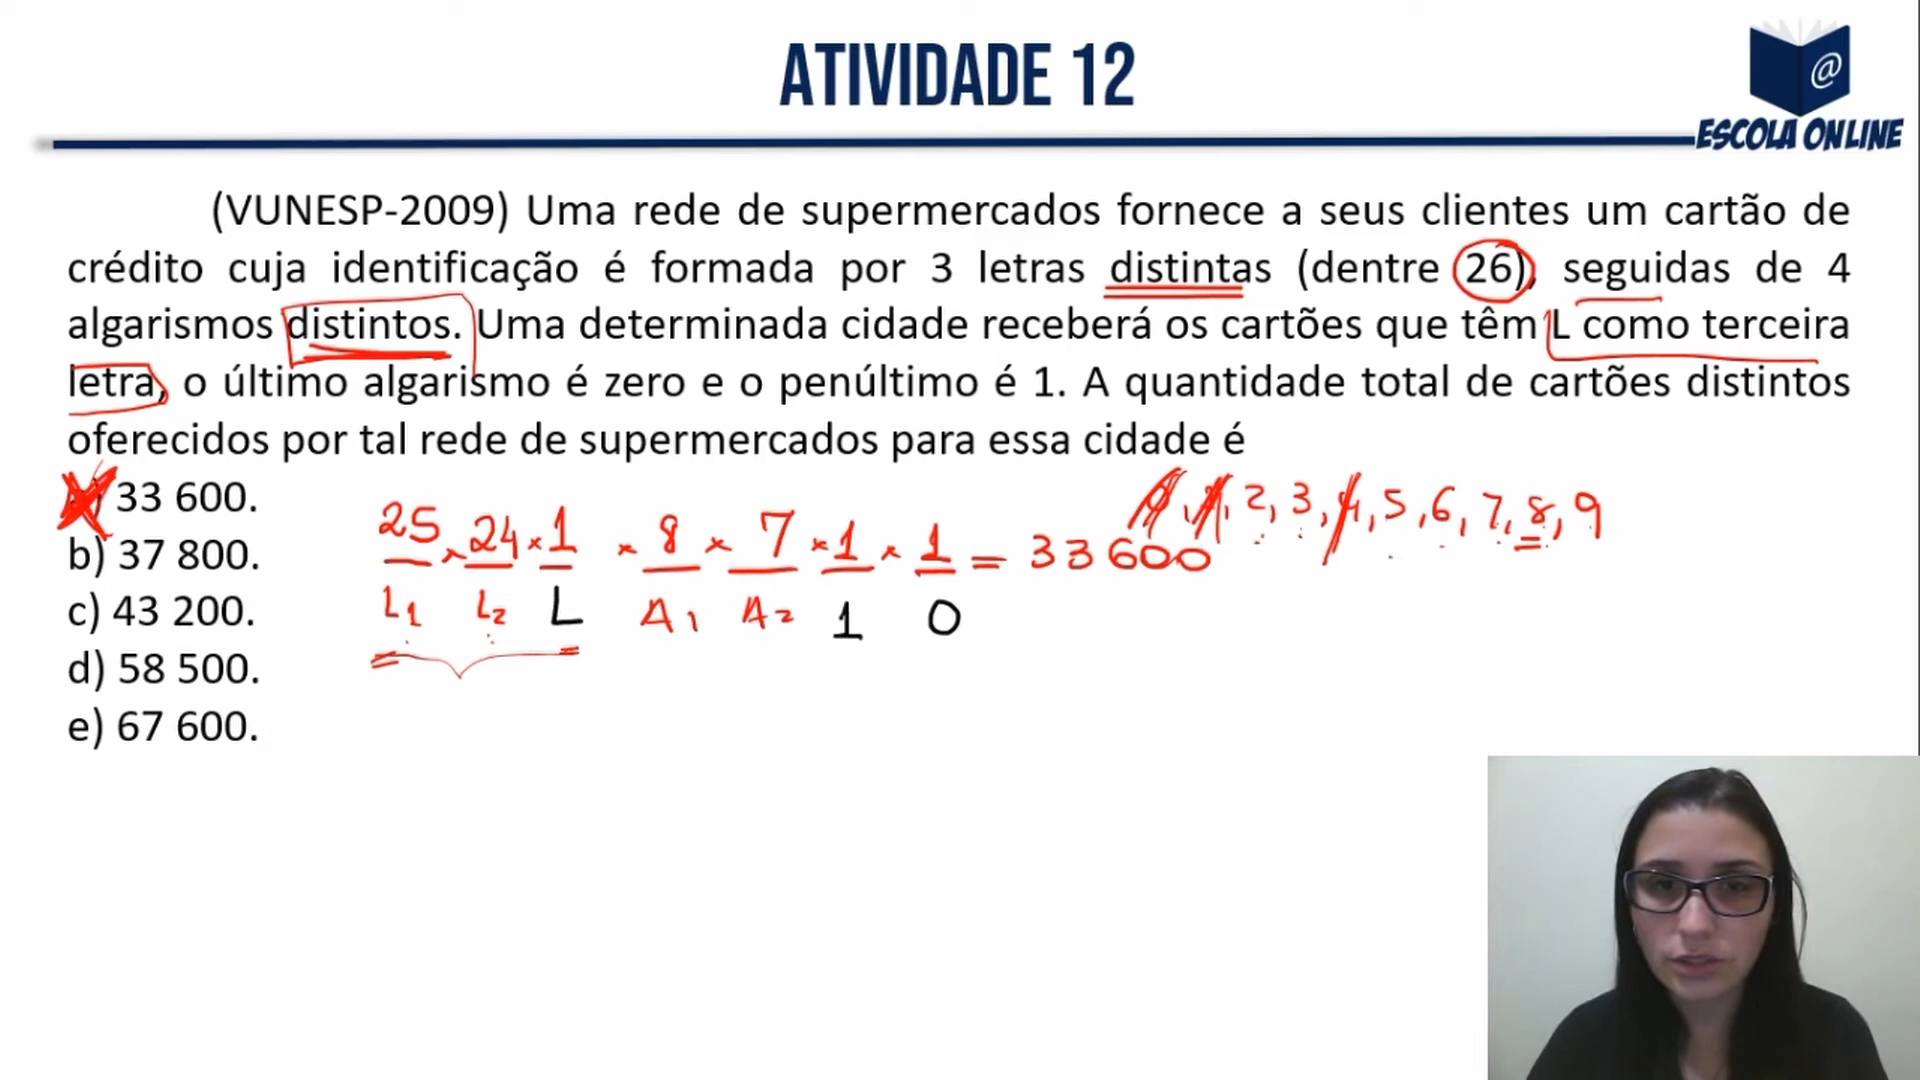 ATIVIDADE 12
@
ESCOLA ONLINE
(VUNESP-2009) Uma rede de supermercados fornece a seus clientes um cartão de
crédito cuja identificação é formada por 3 letras distintas (dentre 26), seguidas de 4
algarismos distintos. Uma determinada cidade receberá os cartões que têm L como terceira
letra, o último algarismo é zero e o penúltimo é 1. A quantidade total de cartões distintos
oferecidos por tal rede de supermercados para essa cidade é
a) 33 600.
b) 37 800.
c) 43 200.
d) 58 500.
e) 67 600.
0, 1, 2, 3, 4, 5, 6, 7, 8, 9
25 × 24 × 1 × 8 × 7 × 1 × 1 = 33 600
L1 L2 L A1 A2 1 0